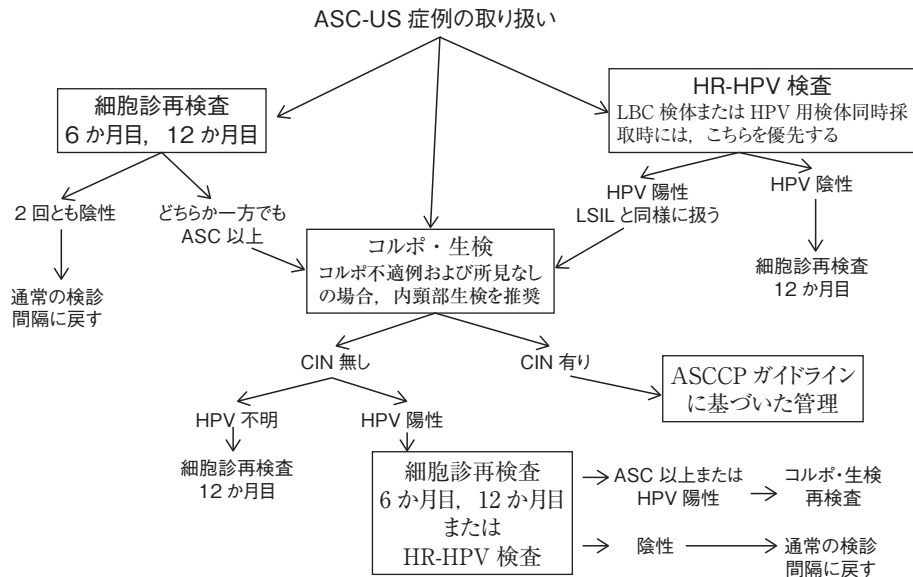 ASC-US 症例の取り扱い
細胞診再検査
6 か月目，12 か月目
HR-HPV 検査
LBC 検体または HPV 用検体同時採
取時には，こちらを優先する
2 回とも陰性
どちらか一方でも
ASC 以上
HPV 陽性
LSIL と同様に扱う
HPV 陰性
通常の検診
間隔に戻す
コルポ・生検
コルポ不適例および所見なし
の場合，内頸部生検を推奨
細胞診再検査
12 か月目
CIN 無し
CIN 有り
ASCCP ガイドライン
に基づいた管理
HPV 不明
HPV 陽性
細胞診再検査
12 か月目
細胞診再検査
6 か月目，12 か月目
または
HR-HPV 検査
ASC 以上または
HPV 陽性
コルポ・生検
再検査
陰性
通常の検診
間隔に戻す